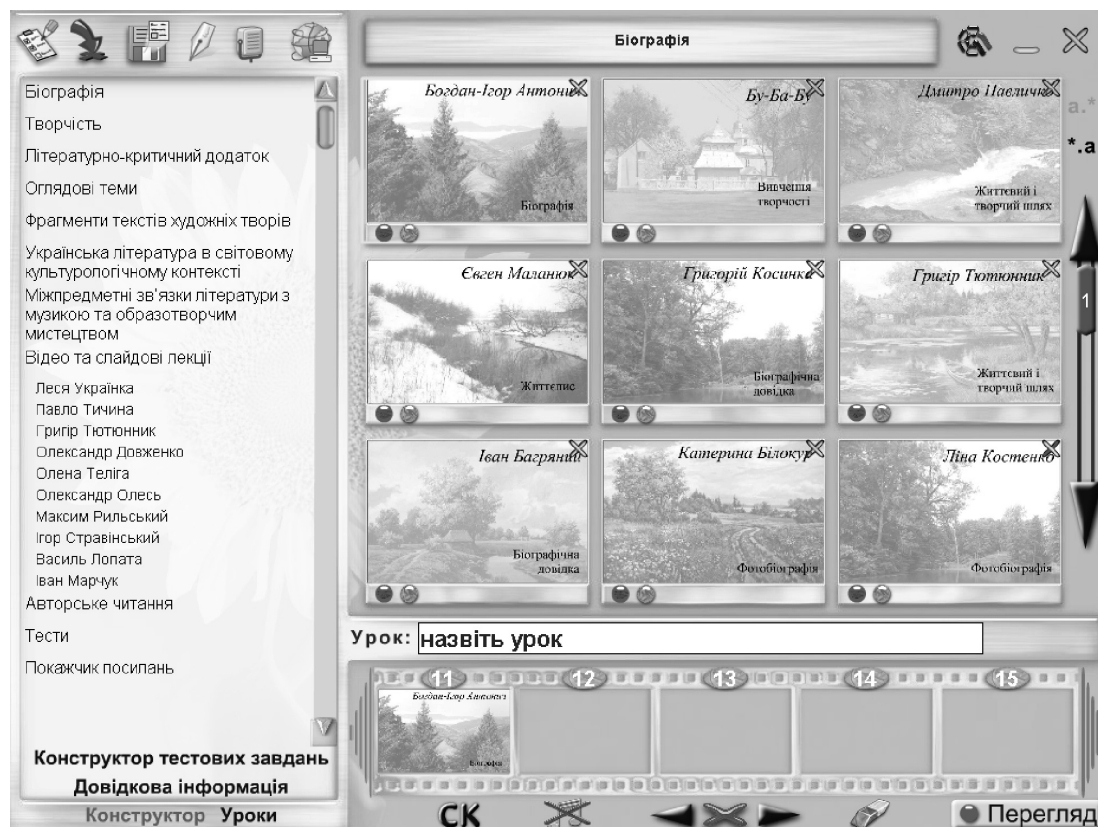 Біографія
Творчість
Літературно-критичний додаток
Оглядові теми
Фрагменти текстів художніх творів
Українська література в світовому
культурологічному контексті
Міжпредметні зв'язки літератури з
музикою та образотворчим
мистецтвом
Відео та слайдові лекції
Леся Українка
Павло Тичина
Григір Тютюнник
Олександр Довженко
Олена Теліга
Олександр Олесь
Максим Рильський
Ігор Стравінський
Василь Лопата
Іван Марчук
Авторське читання
Тести
Покажчик посилань
Конструктор тестових завдань
Довідкова інформація
Конструктор Уроки
Біографія
Богдан-Ігор Антонич
Біографія
Бу-Ба-Бу
Вивчення
творчості
Дмитро Павличко
Життєвий і
творчий шлях
а.*
*.а
Євген Маланюк
Життєпис
Григорій Косинка
Біографічна
довідка
Григір Тютюнник
Життєвий і
творчий шлях
1
Іван Багряний
Біографічна
довідка
Катерина Білокур
Фотобіографія
Ліна Костенко
Фотобіографія
Урок: назвіть урок
11 12 13 14 15
Богдан-Ігор Антонич
Біографія
СК
Перегляд